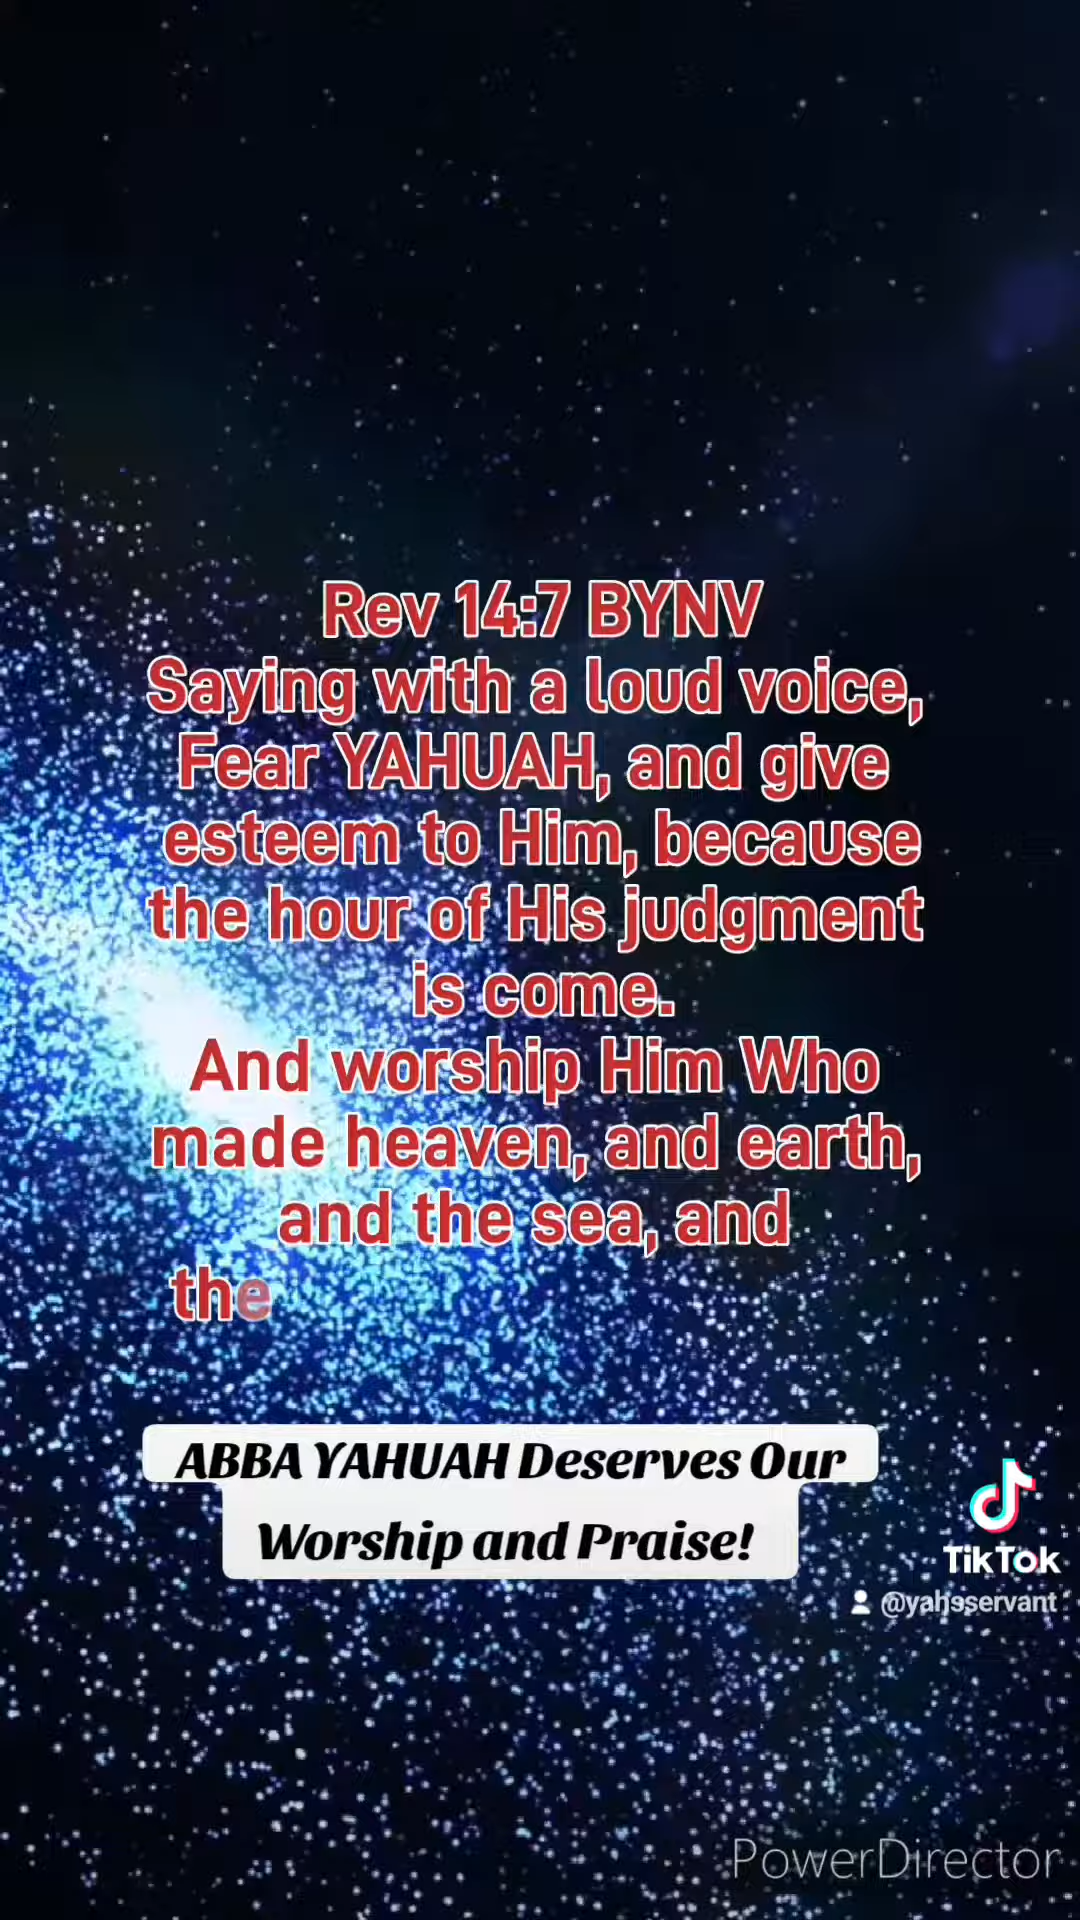 Rev 14:7 BYNV
Saying with a loud voice,
Fear YAHUAH, and give
esteem to Him, because
the hour of His judgment
is come.
And worship Him Who
made heaven, and earth,
and the sea, and
the
ABBA YAHUAH Deserves Our
Worship and Praise!
TikTok
@yahsservant
PowerDirector